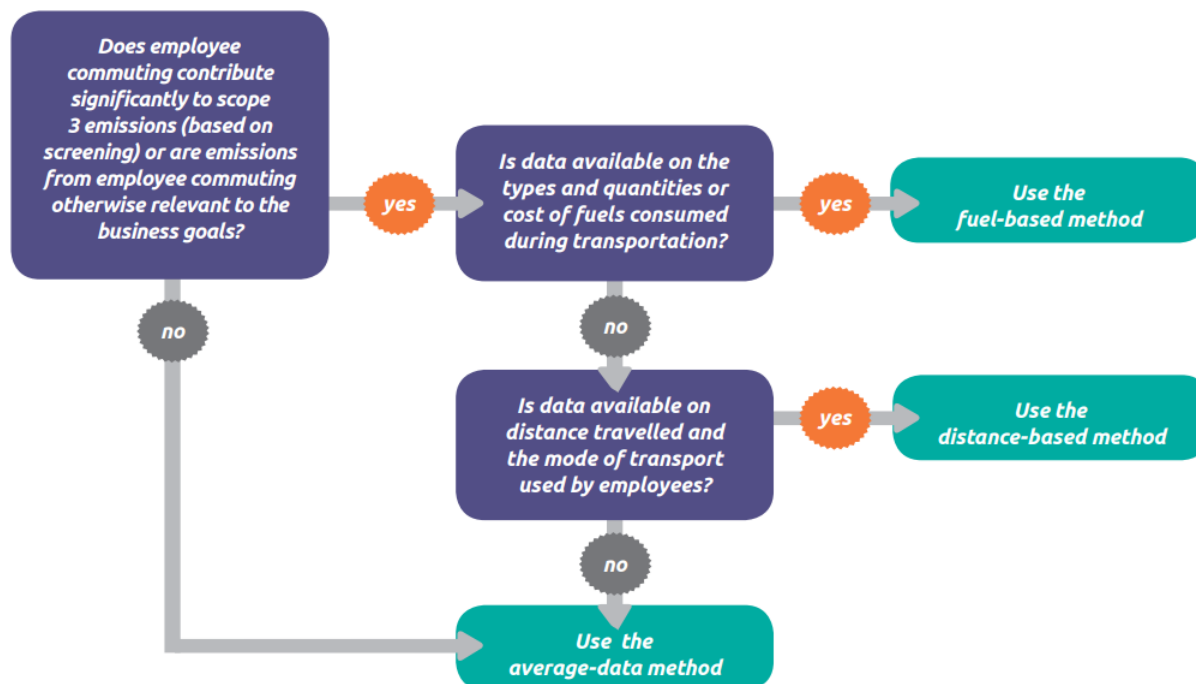 Does employee
commuting contribute
significantly to scope
3 emissions (based on
screening) or are emissions
from employee commuting
otherwise relevant to the
business goals?
yes
Is data available on the
types and quantities or
cost of fuels consumed
during transportation?
yes
Use the
fuel-based method
no
no
Is data available on
distance travelled and
the mode of transport
used by employees?
yes
Use the
distance-based method
no
Use the
average-data method